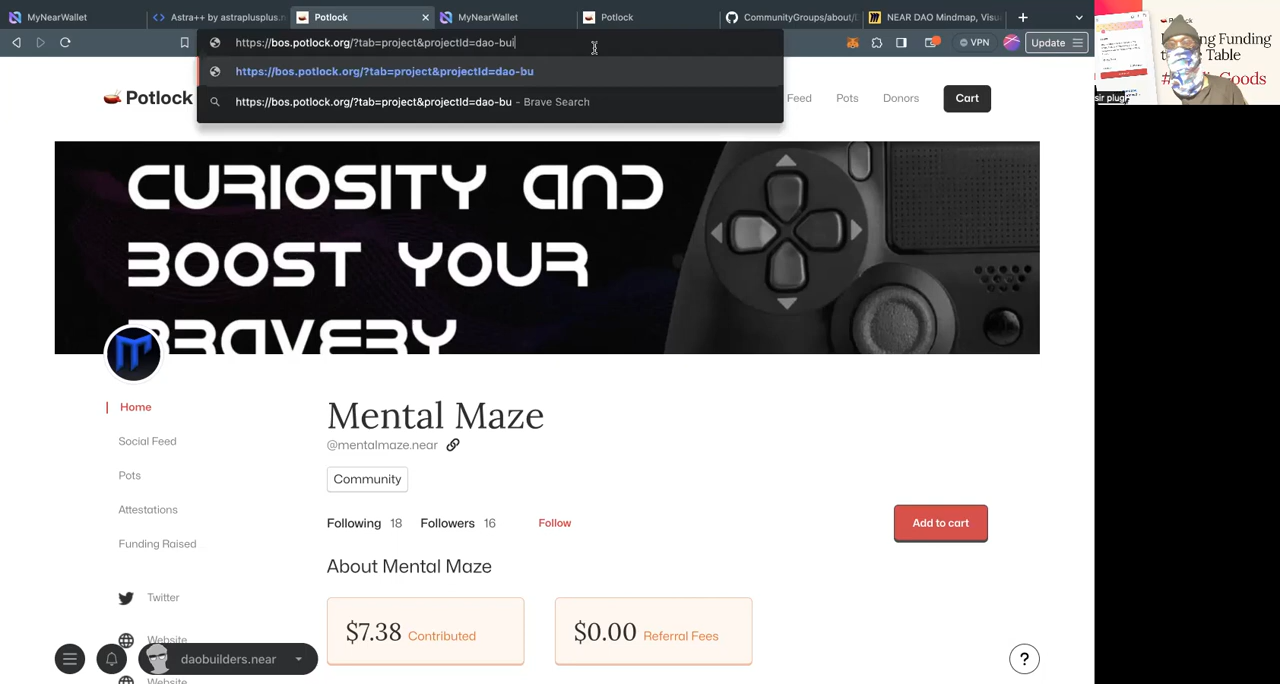 MyNearWallet
Astra++ by astraplusplus.n
Potlock
MyNearWallet
Potlock
CommunityGroups/about/D
NEAR DAO Mindmap, Visu
https://bos.potlock.org/?tab=project&projectId=dao-bui
VPN
Update
https://bos.potlock.org/?tab=project&projectId=dao-bu
https://bos.potlock.org/?tab=project&projectId=dao-bu - Brave Search
Potlock
Feed
Pots
Donors
Cart
CURIOSITY AND
BOOST YOUR
BRAVERY
Home
Social Feed
Pots
Attestations
Funding Raised
Twitter
Website
Website
Mental Maze
@mentalmaze.near
Community
Following 18
Followers 16
Follow
Add to cart
About Mental Maze
$7.38 Contributed
$0.00 Referral Fees
daobuilders.near
?
Funding
Table
Goods
sir plug